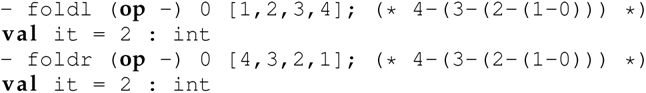 - foldl (op -) 0 [1,2,3,4]; (* 4-(3-(2-(1-0))) *)
val it = 2 : int
- foldr (op -) 0 [4,3,2,1]; (* 4-(3-(2-(1-0))) *)
val it = 2 : int